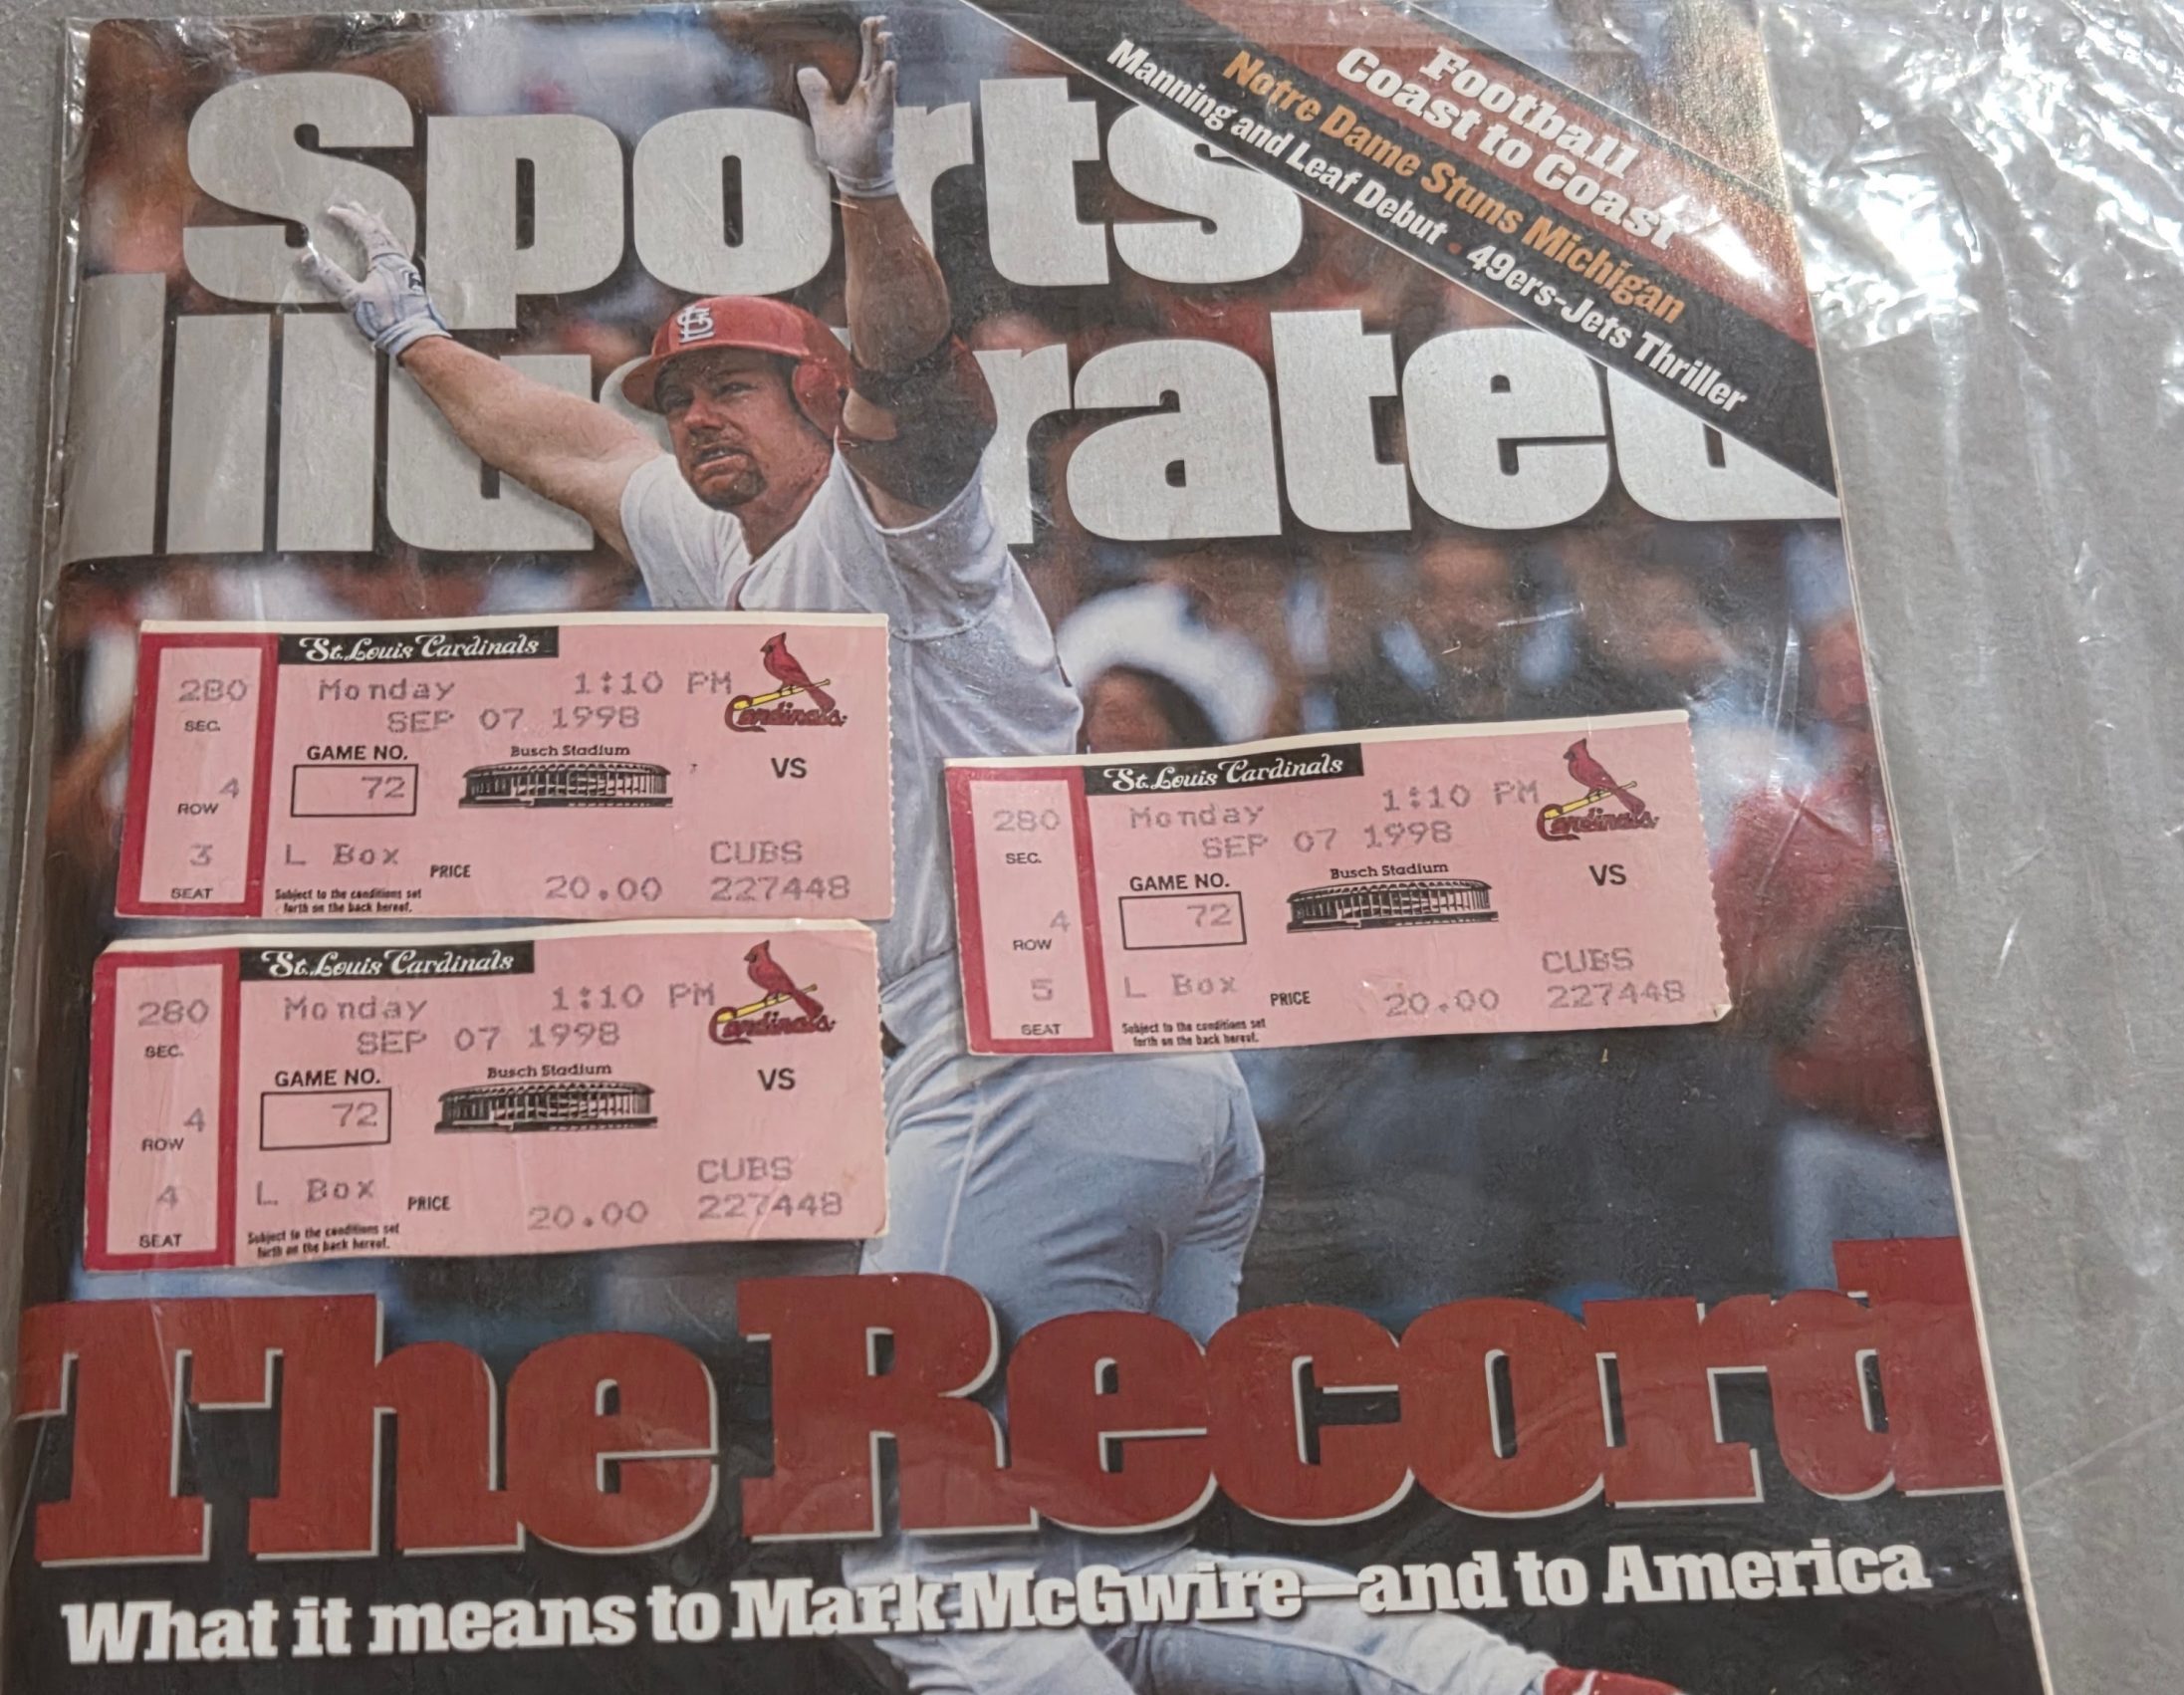 Sports
Illustrated
Football
Coast to Coast
Notre Dame Stuns Michigan
Manning and Leaf Debut • 49ers-Jets Thriller
St. Louis Cardinals
280
SEC.
Monday 1:10 PM
SEP 07 1998
Cardinals
GAME NO.
72
Busch Stadium
VS
4
ROW
3
SEAT
L Box
PRICE
20.00
CUBS
227448
Subject to the conditions set
forth on the back hereof.
St. Louis Cardinals
280
SEC.
Monday 1:10 PM
SEP 07 1998
Cardinals
GAME NO.
72
Busch Stadium
VS
4
ROW
5
SEAT
L Box
PRICE
20.00
CUBS
227448
Subject to the conditions set
forth on the back hereof.
St. Louis Cardinals
280
SEC.
Monday 1:10 PM
SEP 07 1998
Cardinals
GAME NO.
72
Busch Stadium
VS
4
ROW
4
SEAT
L Box
PRICE
20.00
CUBS
227448
Subject to the conditions set
forth on the back hereof.
The Record
What it means to Mark McGwire—and to America